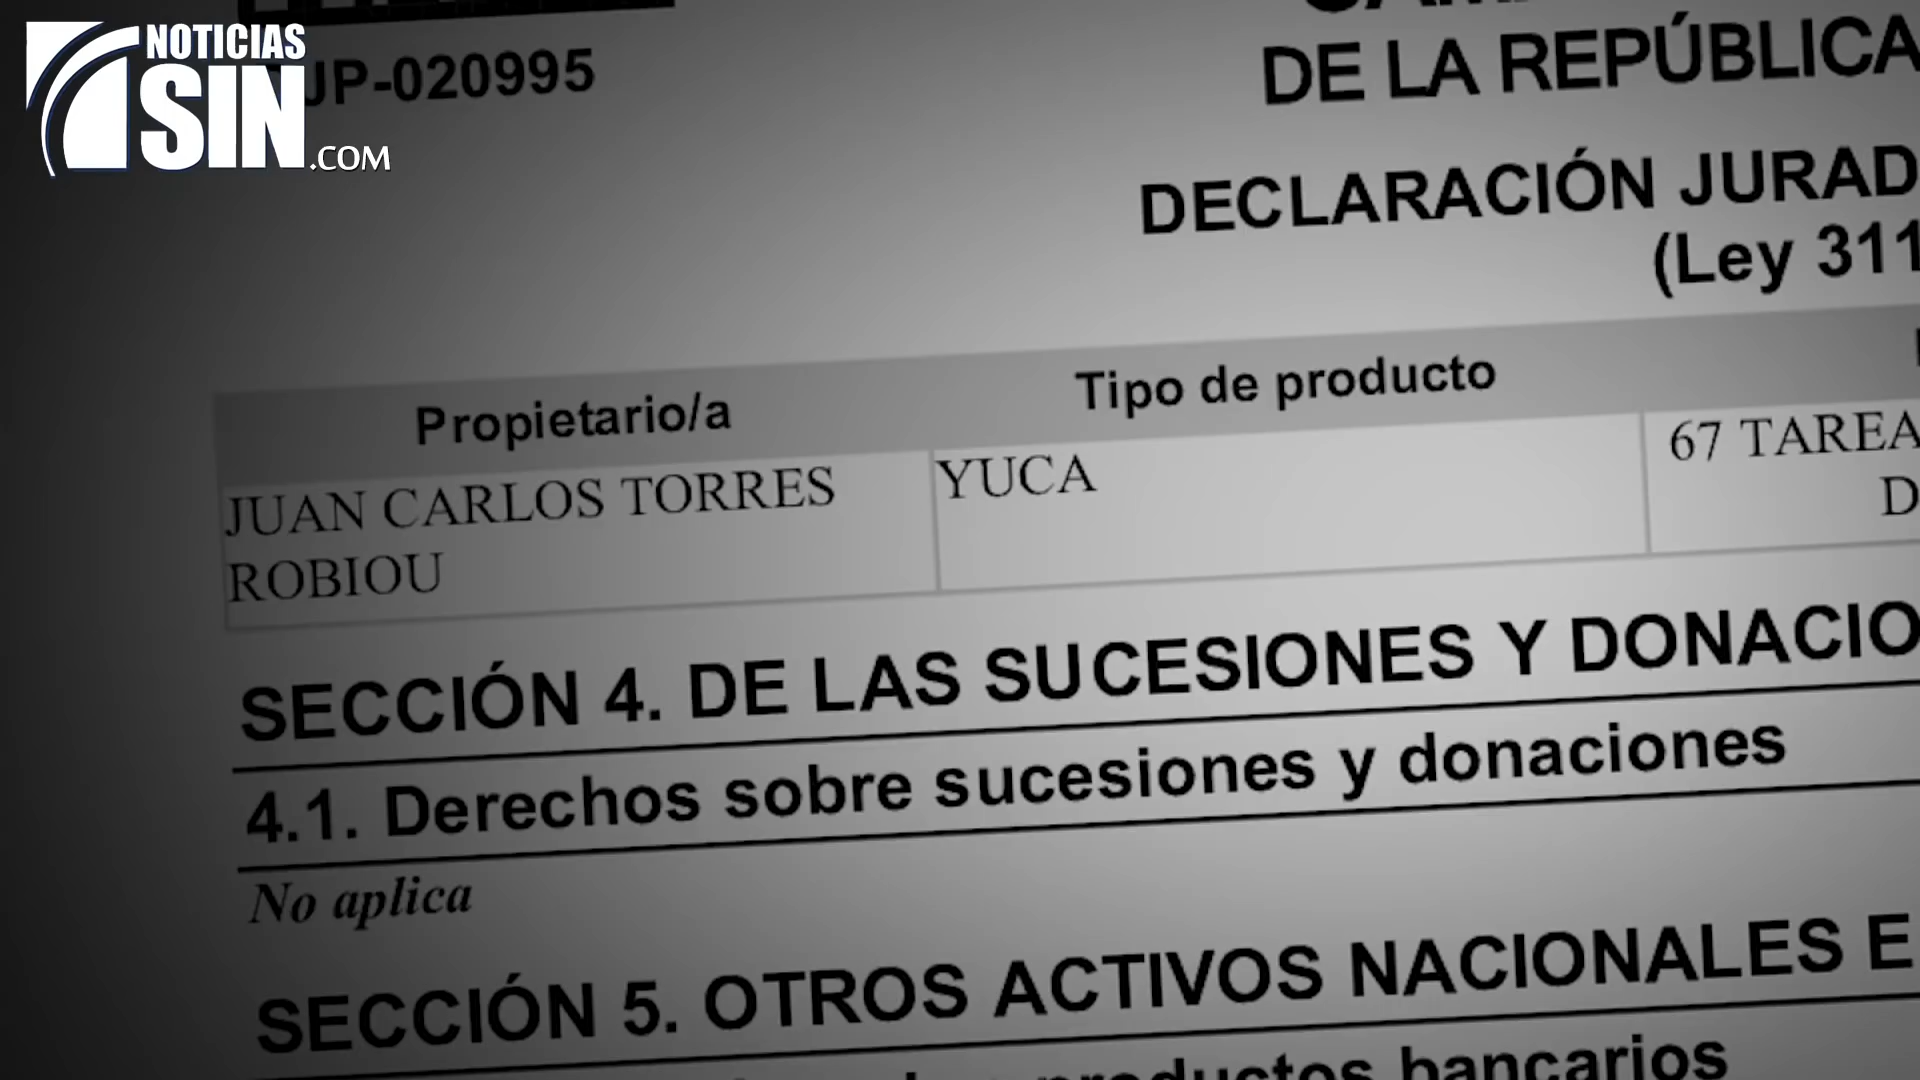 NOTICIAS
SIN
.COM
JP-020995
DE LA REPÚBLICA
DECLARACIÓN JURAD
(Ley 311
Propietario/a
Tipo de producto
JUAN CARLOS TORRES
ROBIOU
YUCA
67 TAREA
D
SECCIÓN 4. DE LAS SUCESIONES Y DONACIO
4.1. Derechos sobre sucesiones y donaciones
No aplica
SECCIÓN 5. OTROS ACTIVOS NACIONALES E
productos bancarios